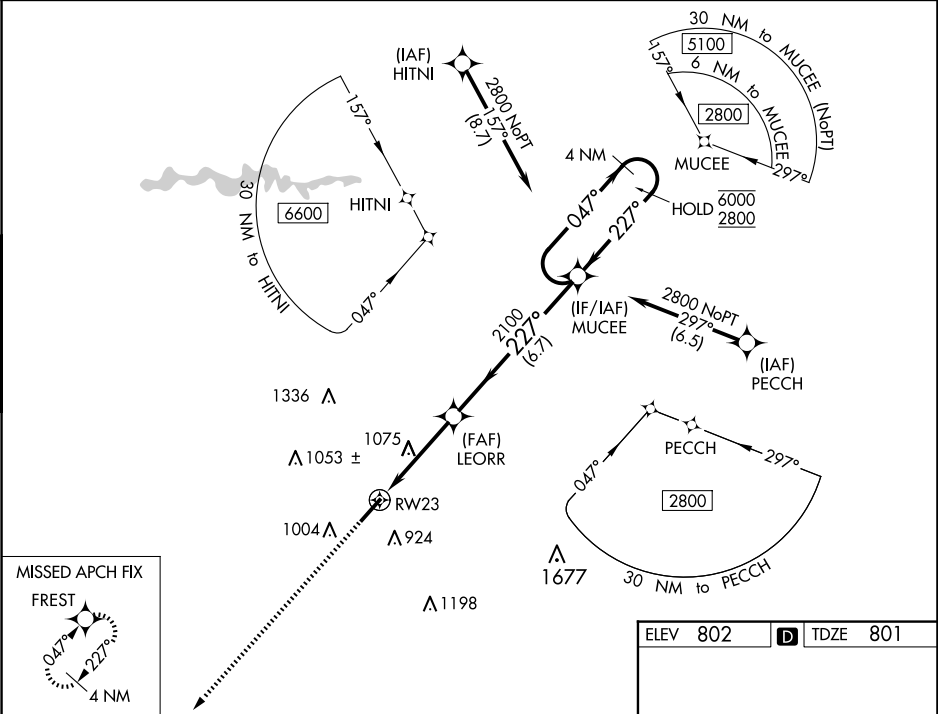 (IAF)
HITNI
2800 NoPT
157°
(8.7)
30 NM to MUCEE (NoPT)
5100
6 NM to MUCEE
2800
157°
MUCEE
297°
157°
HITNI
6600
30 NM to HITNI
047°
4 NM
047°
227°
HOLD
6000
2800
(IF/IAF)
MUCEE
2800 NoPT
297°
(6.5)
(IAF)
PECCH
2100
227°
(6.7)
1336
1075
1053 ±
(FAF)
LEORR
RW23
1004
924
1198
1677
PECCH
047°
297°
2800
30 NM to PECCH
MISSED APCH FIX
FREST
047°
227°
4 NM
ELEV 802 D TDZE 801